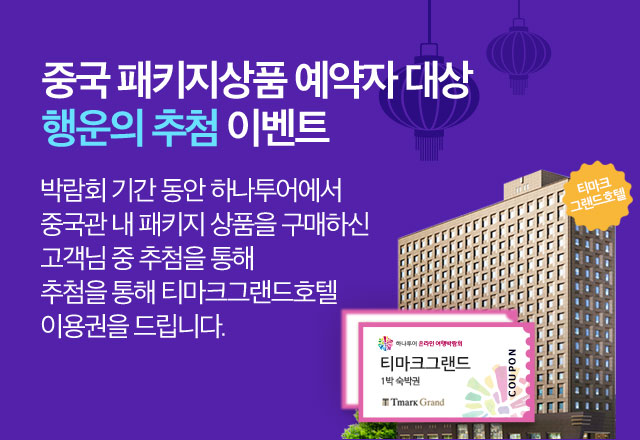 중국 패키지상품 예약자 대상
행운의 추첨 이벤트
박람회 기간 동안 하나투어에서
중국관 내 패키지 상품을 구매하신
고객님 중 추첨을 통해
추첨을 통해 티마크그랜드호텔
이용권을 드립니다.
티마크
그랜드호텔
하나투어 온라인 여행박람회
티마크그랜드
1박 숙박권
Tmark Grand
COUPON